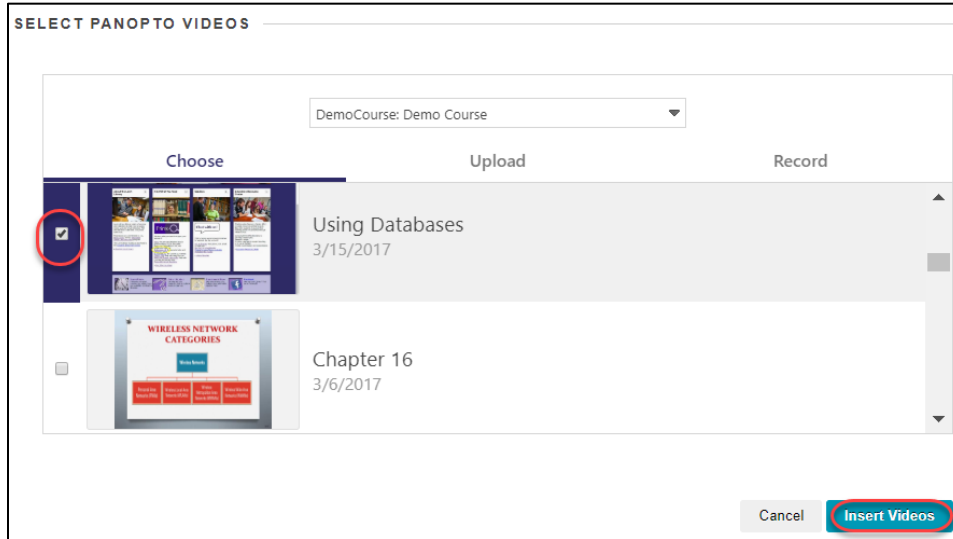 SELECT PANOPTO VIDEOS
DemoCourse: Demo Course
Choose
Upload
Record
Using Databases
3/15/2017
WIRELESS NETWORK
CATEGORIES
Chapter 16
3/6/2017
Cancel
Insert Videos